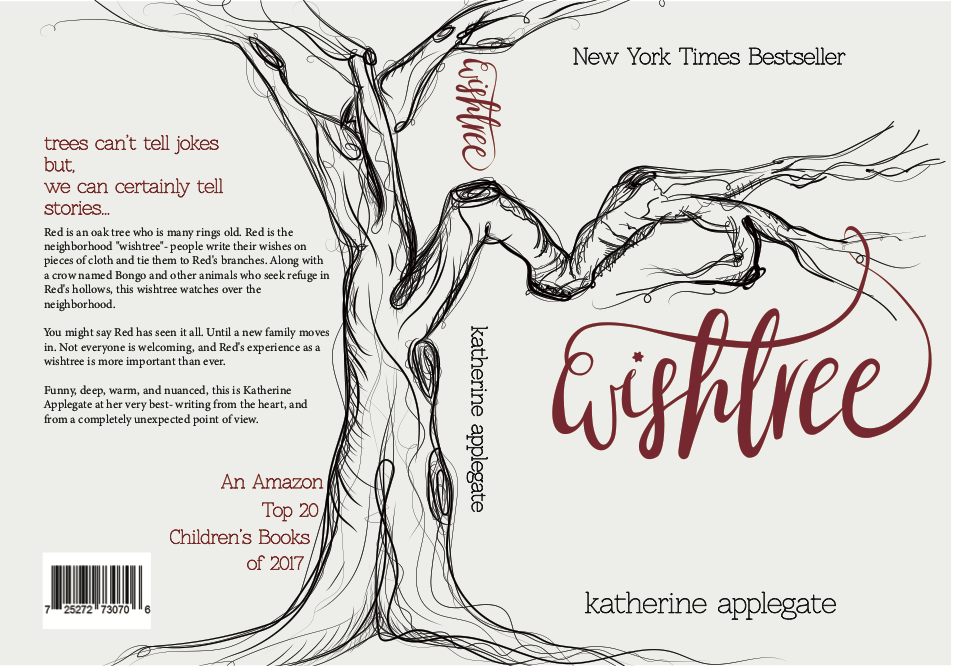 trees can't tell jokes
but,
we can certainly tell
stories...
Red is an oak tree who is many rings old. Red is the
neighborhood "wishtree"- people write their wishes on
pieces of cloth and tie them to Red's branches. Along with
a crow named Bongo and other animals who seek refuge in
Red's hollows, this wishtree watches over the
neighborhood.
You might say Red has seen it all. Until a new family moves
in. Not everyone is welcoming, and Red's experience as a
wishtree is more important than ever.
Funny, deep, warm, and nuanced, this is Katherine
Applegate at her very best- writing from the heart, and
from a completely unexpected point of view.
An Amazon
Top 20
Children's Books
of 2017
7 25272 73070 6
wishtree
katherine applegate
New York Times Bestseller
wishtree
katherine applegate